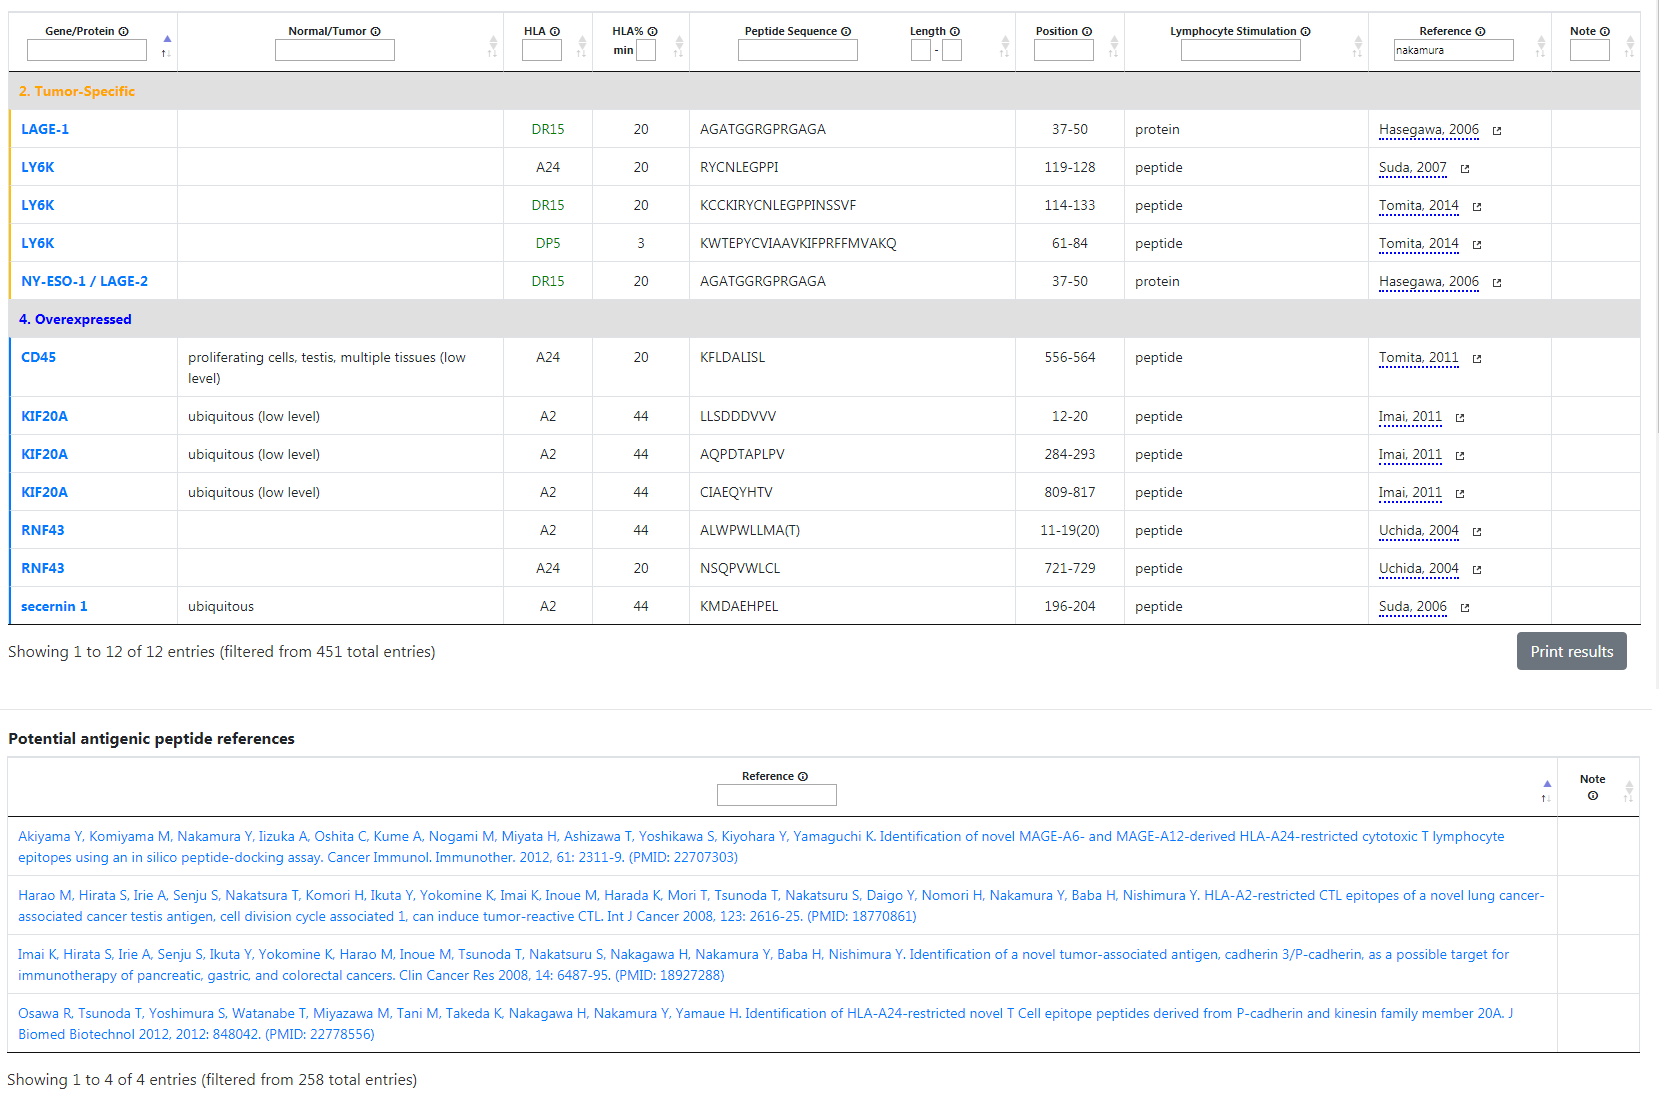 Gene/Protein Normal/Tumor HLA HLA% Peptide Sequence Length Position Lymphocyte Stimulation Reference Note
min - nakamura
2. Tumor-Specific
LAGE-1 DR15 20 AGATGGRGPRGAGA 37-50 protein Hasegawa, 2006
LY6K A24 20 RYCNLEGPPI 119-128 peptide Suda, 2007
LY6K DR15 20 KCCKIRYCNLEGPPINSSVF 114-133 peptide Tomita, 2014
LY6K DP5 3 KWTEPYCVIAAVKIFPRFFMVAKQ 61-84 peptide Tomita, 2014
NY-ESO-1 / LAGE-2 DR15 20 AGATGGRGPRGAGA 37-50 protein Hasegawa, 2006
4. Overexpressed
CD45 proliferating cells, testis, multiple tissues (low A24 20 KFLDALISL 556-564 peptide Tomita, 2011
level)
KIF20A ubiquitous (low level) A2 44 LLSDDDVVV 12-20 peptide Imai, 2011
KIF20A ubiquitous (low level) A2 44 AQPDTAPLPV 284-293 peptide Imai, 2011
KIF20A ubiquitous (low level) A2 44 CIAEQYHTV 809-817 peptide Imai, 2011
RNF43 A2 44 ALWPWLLMA(T) 11-19(20) peptide Uchida, 2004
RNF43 A24 20 NSQPVWLCL 721-729 peptide Uchida, 2004
secernin 1 ubiquitous A2 44 KMDAEHPEL 196-204 peptide Suda, 2006
Showing 1 to 12 of 12 entries (filtered from 451 total entries) Print results
Potential antigenic peptide references
Reference Note
Akiyama Y, Komiyama M, Nakamura Y, Iizuka A, Oshita C, Kume A, Nogami M, Miyata H, Ashizawa T, Yoshikawa S, Kiyohara Y, Yamaguchi K. Identification of novel MAGE-A6- and MAGE-A12-derived HLA-A24-restricted cytotoxic T lymphocyte
epitopes using an in silico peptide-docking assay. Cancer Immunol. Immunother. 2012, 61: 2311-9. (PMID: 22707303)
Harao M, Hirata S, Irie A, Senju S, Nakatsura T, Komori H, Ikuta Y, Yokomine K, Imai K, Inoue M, Harada K, Mori T, Tsunoda T, Nakatsuru S, Daigo Y, Nomori H, Nakamura Y, Baba H, Nishimura Y. HLA-A2-restricted CTL epitopes of a novel lung cancer-
associated cancer testis antigen, cell division cycle associated 1, can induce tumor-reactive CTL. Int J Cancer 2008, 123: 2616-25. (PMID: 18770861)
Imai K, Hirata S, Irie A, Senju S, Ikuta Y, Yokomine K, Harao M, Inoue M, Tsunoda T, Nakatsuru S, Nakagawa H, Nakamura Y, Baba H, Nishimura Y. Identification of a novel tumor-associated antigen, cadherin 3/P-cadherin, as a possible target for
immunotherapy of pancreatic, gastric, and colorectal cancers. Clin Cancer Res 2008, 14: 6487-95. (PMID: 18927288)
Osawa R, Tsunoda T, Yoshimura S, Watanabe T, Miyazawa M, Tani M, Takeda K, Nakagawa H, Nakamura Y, Yamaue H. Identification of HLA-A24-restricted novel T Cell epitope peptides derived from P-cadherin and kinesin family member 20A. J
Biomed Biotechnol 2012, 2012: 848042. (PMID: 22778556)
Showing 1 to 4 of 4 entries (filtered from 258 total entries)